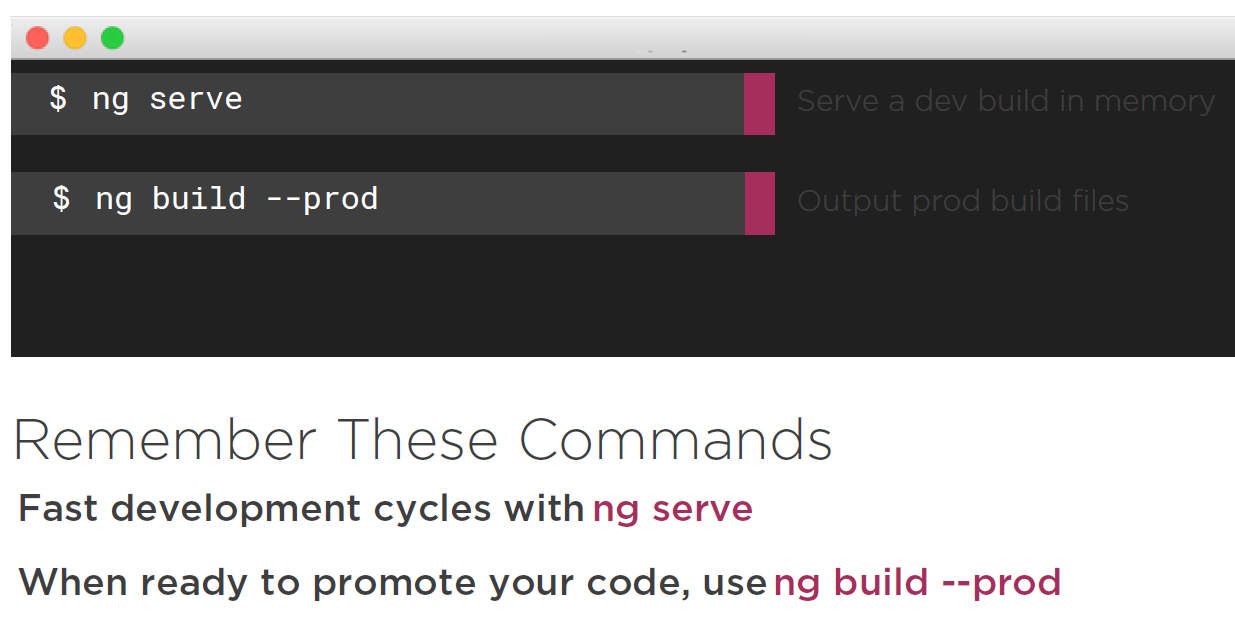 $ ng serve
Serve a dev build in memory
$ ng build --prod
Output prod build files
Remember These Commands
Fast development cycles with ng serve
When ready to promote your code, use ng build --prod